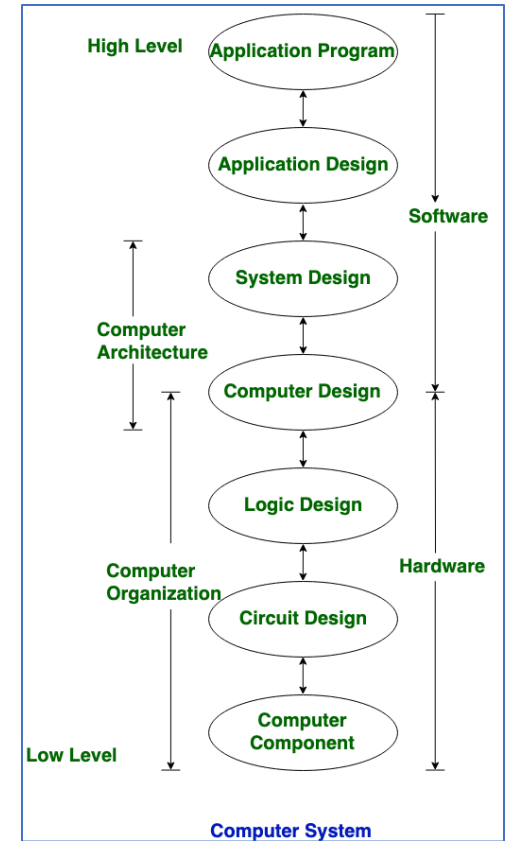 High Level
Application Program
Application Design
Software
System Design
Computer
Architecture
Computer Design
Logic Design
Hardware
Computer
Organization
Circuit Design
Computer
Component
Low Level
Computer System